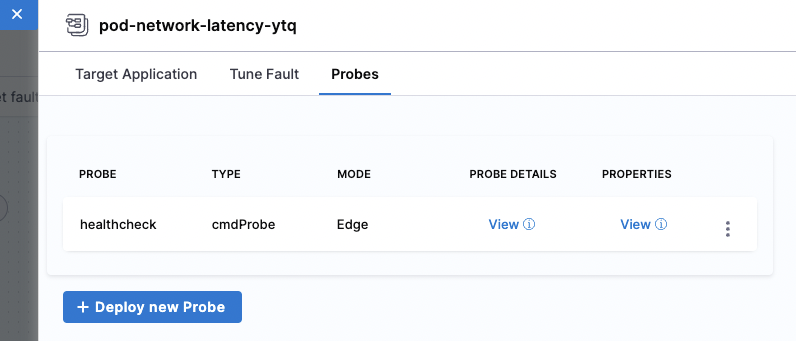 pod-network-latency-ytq
Target Application Tune Fault Probes
et fault
PROBE TYPE MODE PROBE DETAILS PROPERTIES
healthcheck cmdProbe Edge View View
+ Deploy new Probe